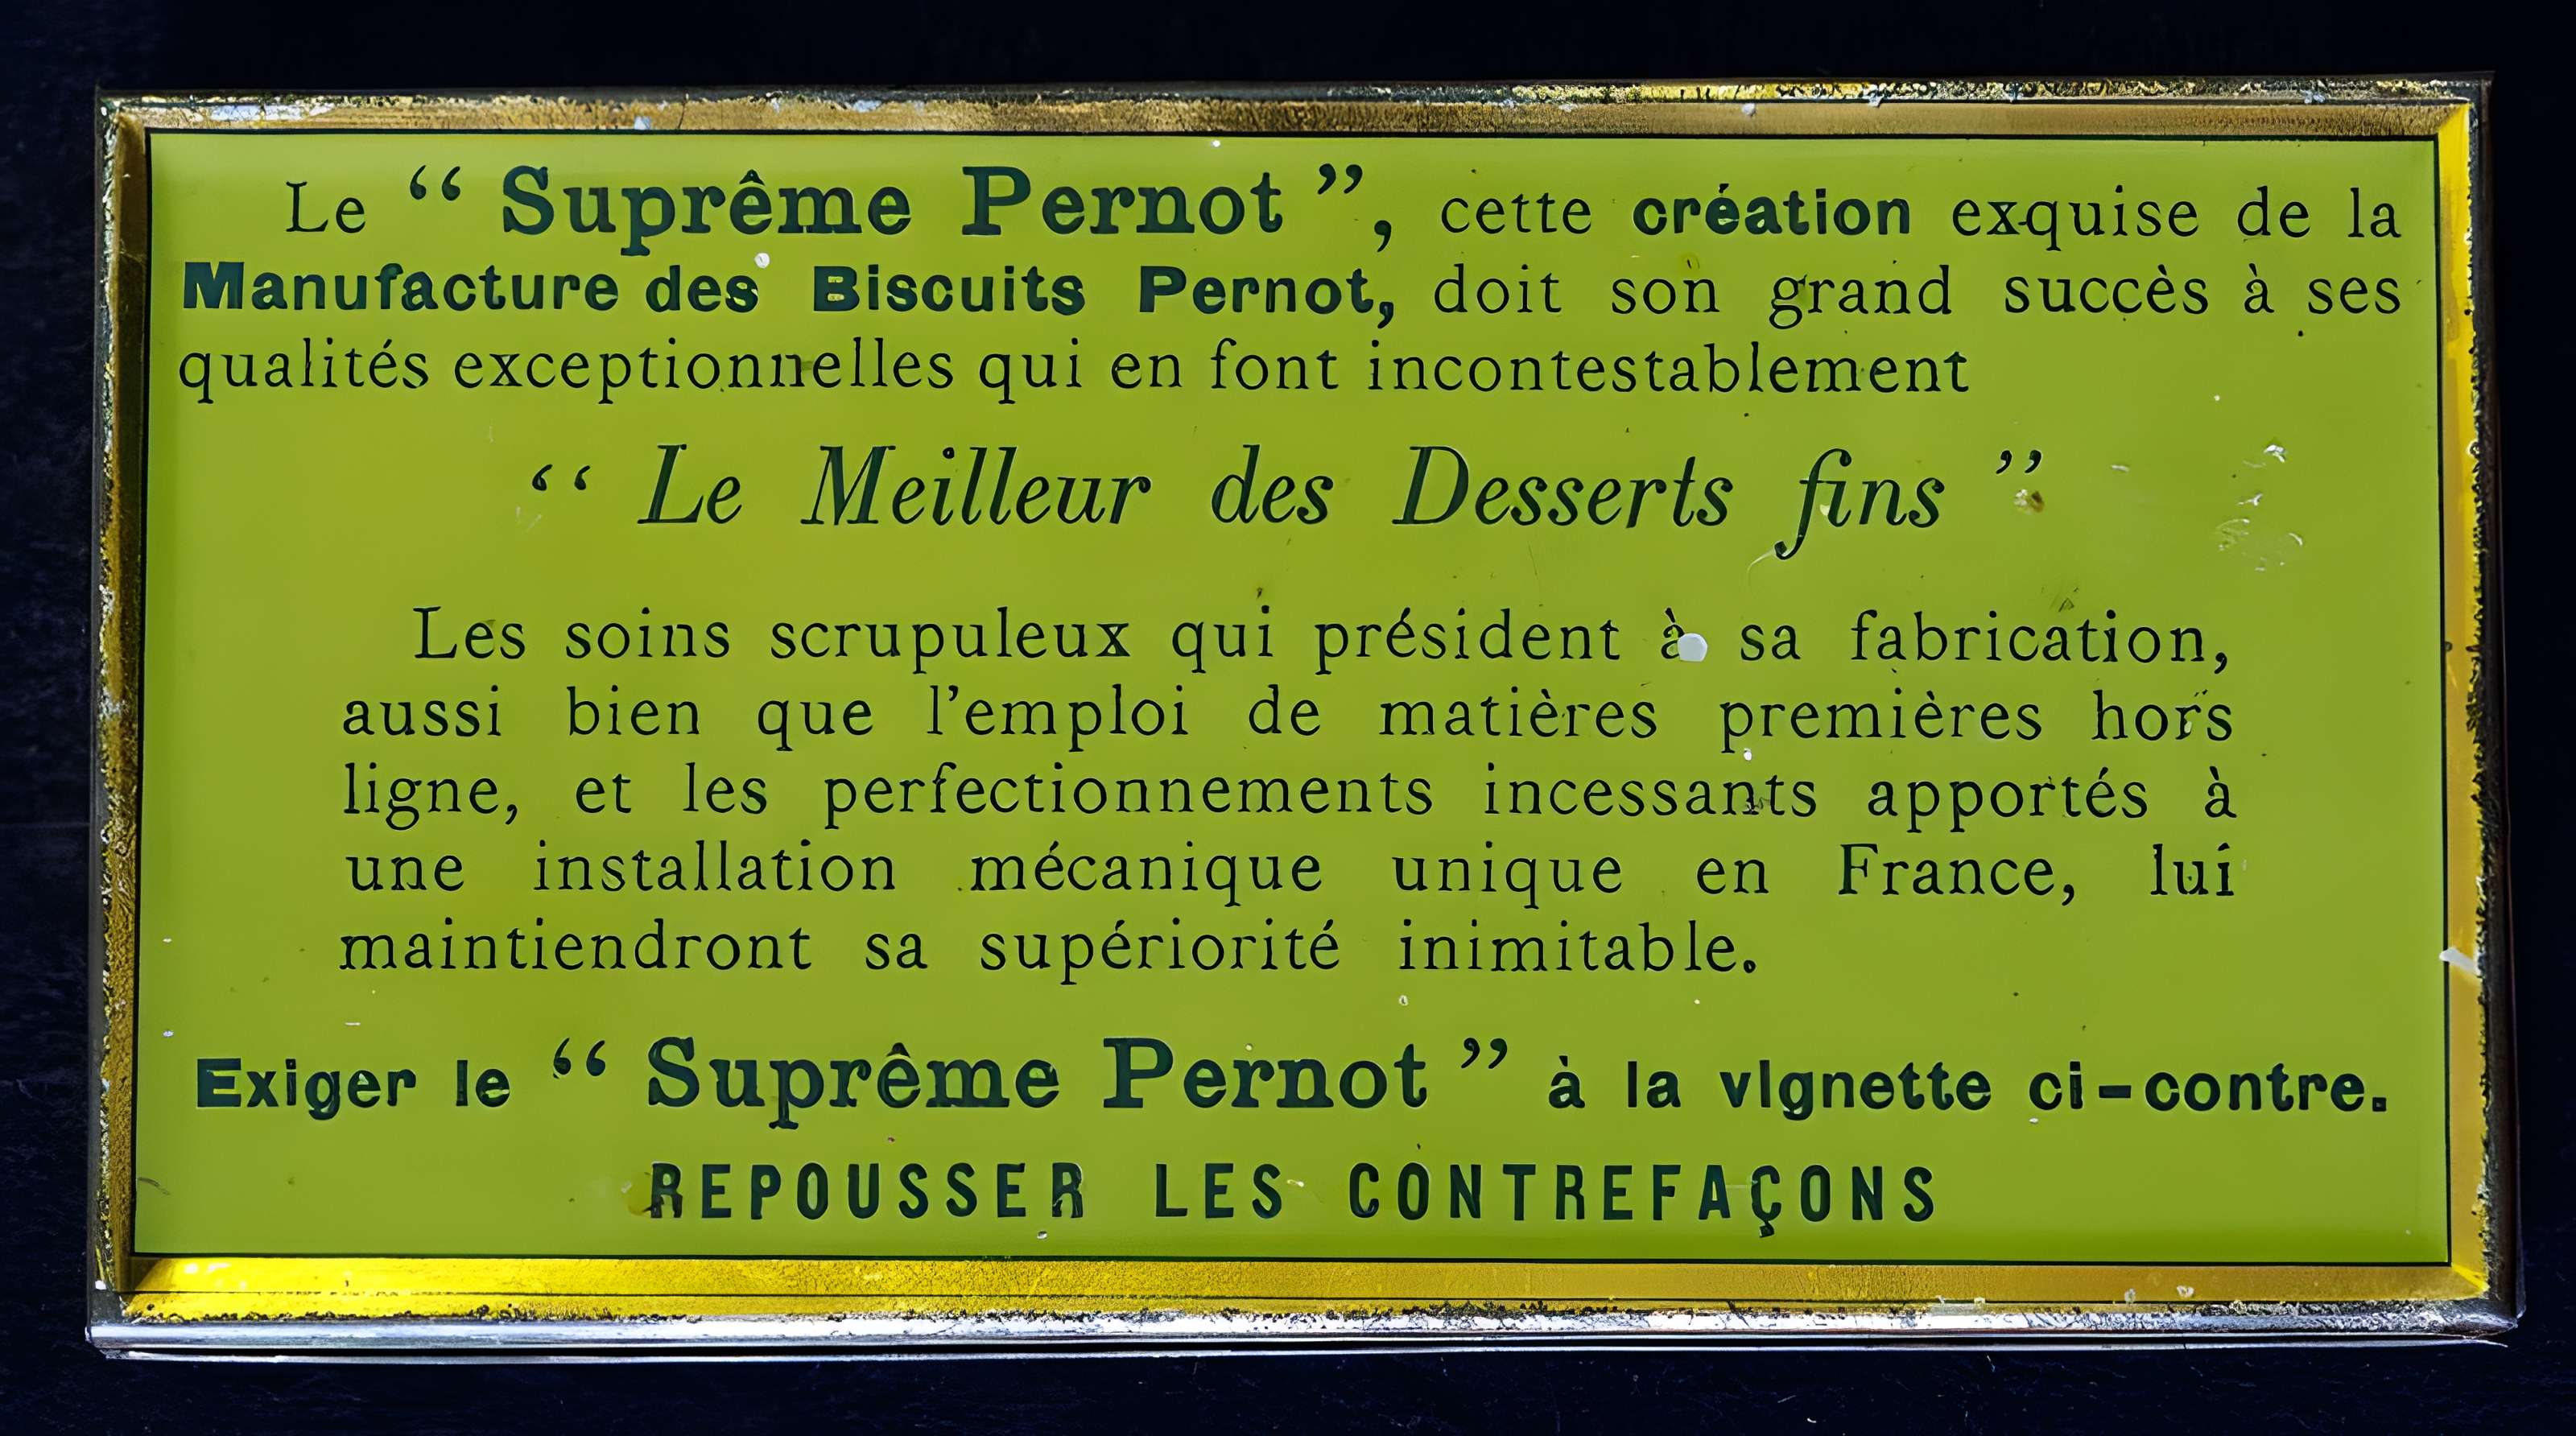 Le “ Suprême Pernot ”, cette création exquise de la
Manufacture des Biscuits Pernot, doit son grand succès à ses
qualités exceptionnelles qui en font incontestablement
“ Le Meilleur des Desserts fins ”
Les soins scrupuleux qui président à sa fabrication,
aussi bien que l'emploi de matières premières hors
ligne, et les perfectionnements incessants apportés à
une installation mécanique unique en France, lui
maintiendront sa supériorité inimitable.
Exiger le “ Suprême Pernot ” à la vignette ci-contre.
REPOUSSER LES CONTREFAÇONS